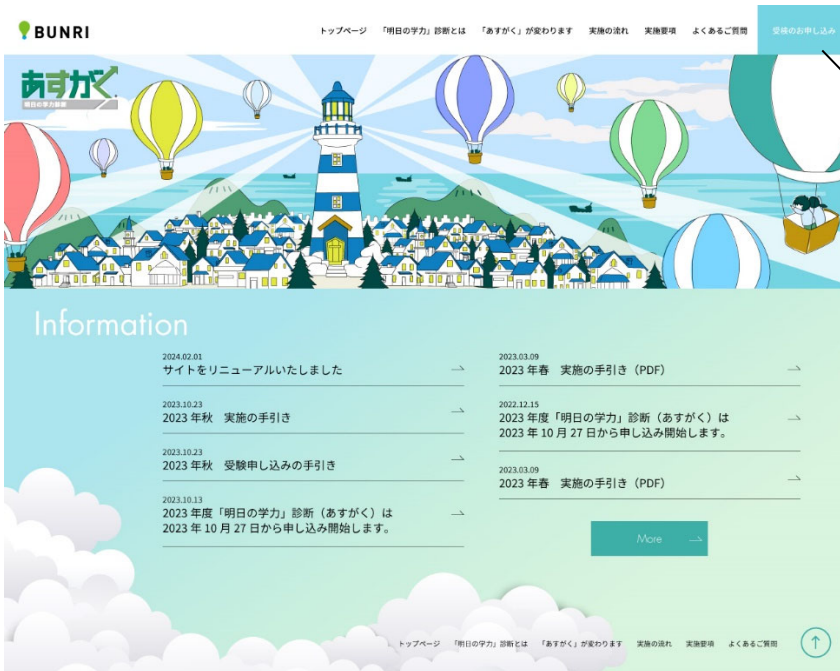 BUNRI
トップページ 「明日の学力」診断とは 「あすがく」が変わります 実施の流れ 実施要項 よくあるご質問 受検のお申し込み
あすがく
明日の学力診断
Information
2024.02.01
サイトをリニューアルいたしました
2023.10.23
2023 年秋 実施の手引き
2023.10.23
2023 年秋 受験申し込みの手引き
2023.10.13
2023 年度「明日の学力」診断（あすがく）は
2023 年 10 月 27 日から申し込み開始します。
2023.03.09
2023 年春 実施の手引き（PDF）
2022.12.15
2023 年度「明日の学力」診断（あすがく）は
2023 年 10 月 27 日から申し込み開始します。
2023.03.09
2023 年春 実施の手引き（PDF）
More
トップページ 「明日の学力」診断とは 「あすがく」が変わります 実施の流れ 実施要項 よくあるご質問